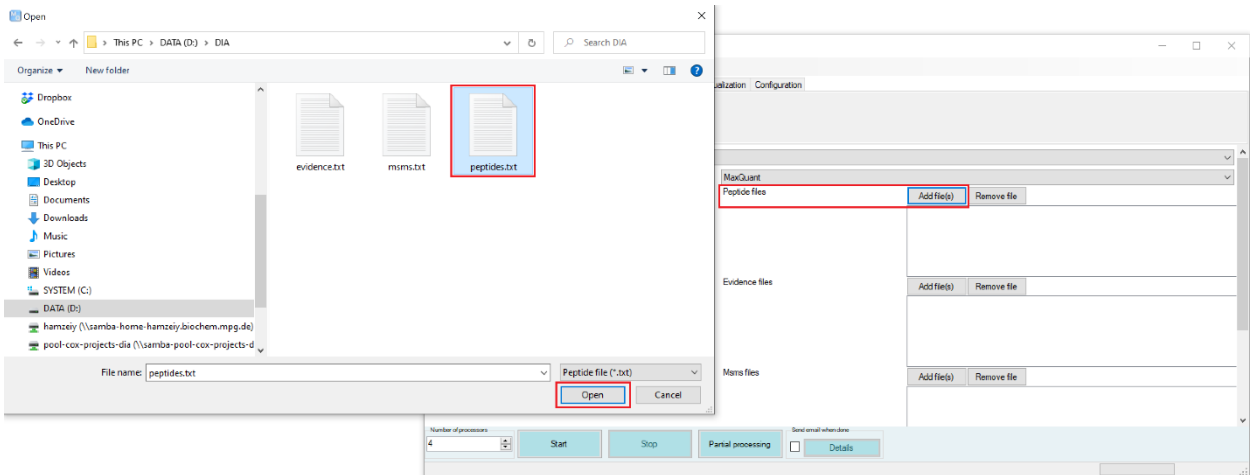 Open
This PC > DATA (D:) > DIA
Search DIA
Organize
New folder
Dropbox
OneDrive
This PC
3D Objects
Desktop
Documents
Downloads
Music
Pictures
Videos
SYSTEM (C:)
DATA (D:)
hamzeiy (\\samba-home-hamzeiy.biochem.mpg.de)
pool-cox-projects-dia (\\samba-pool-cox-projects-d
evidence.txt
msms.txt
peptides.txt
File name: peptides.txt
Peptide file (*.txt)
Open
Cancel
ualization
Configuration
MaxQuant
Peptide files
Add file(s)
Remove file
Evidence files
Add file(s)
Remove file
Msms files
Add file(s)
Remove file
Number of processors
4
Start
Stop
Partial processing
Send email when done
Details